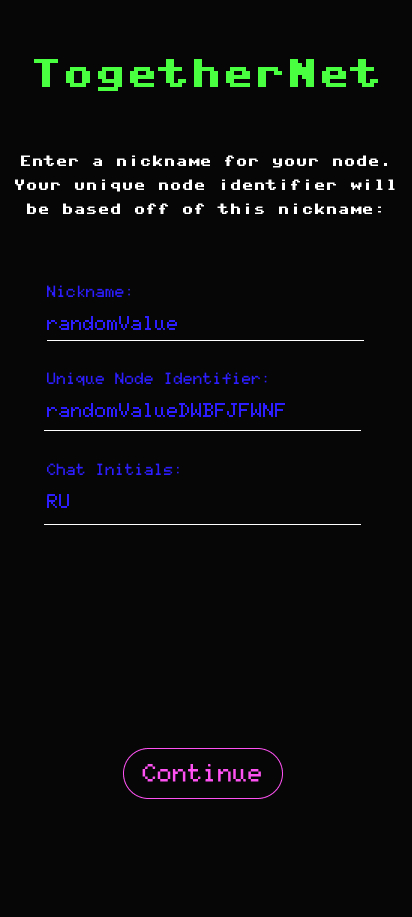 TogetherNet
Enter a nickname for your node.
Your unique node identifier will
be based off of this nickname:
Nickname:
randomValue
Unique Node Identifier:
randomValueDWBFJFWNF
Chat Initials:
RU
Continue